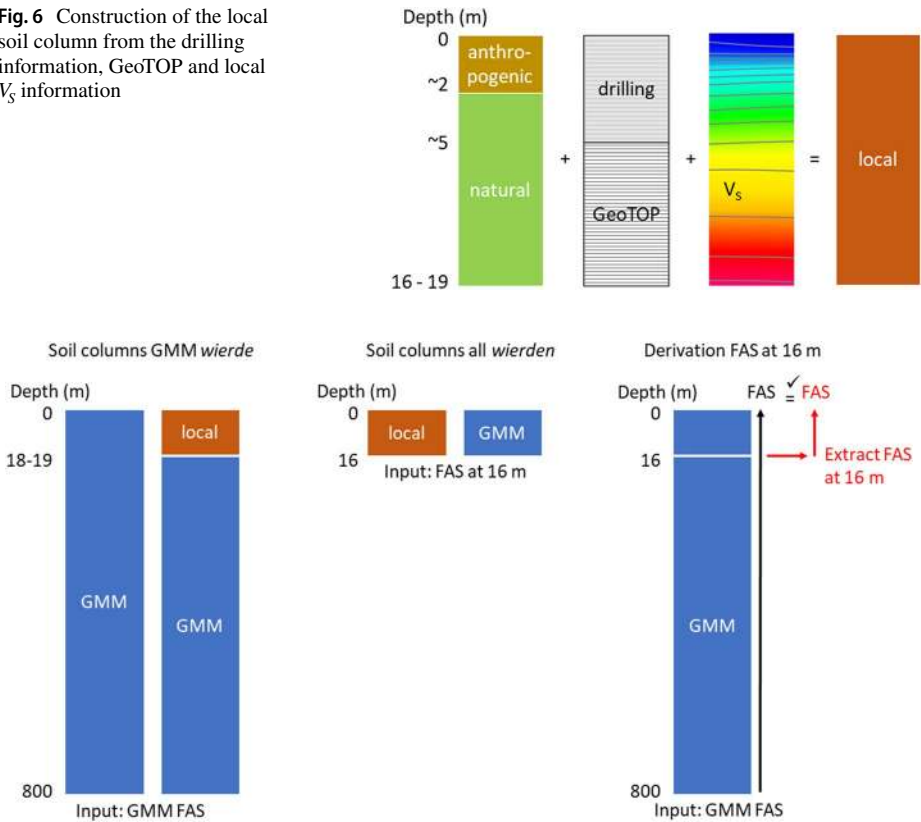 Fig. 6 Construction of the local
soil column from the drilling
information, GeoTOP and local
V_S information
Depth (m)
0
~2
~5
16 - 19
anthro-
pogenic
natural
+
drilling
GeoTOP
+
V_s
=
local
Soil columns GMM wierde
Depth (m)
0
18-19
800
GMM
local
GMM
Input: GMM FAS
Soil columns all wierden
Depth (m)
0
16
local
GMM
Input: FAS at 16 m
Derivation FAS at 16 m
Depth (m)
FAS ✓= FAS
0
16
800
Extract FAS
at 16 m
GMM
Input: GMM FAS